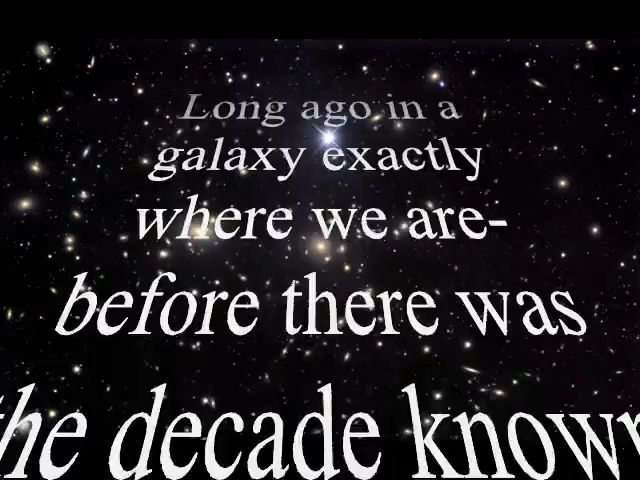 Long ago in a
galaxy exactly
where we are-
before there was
the decade known